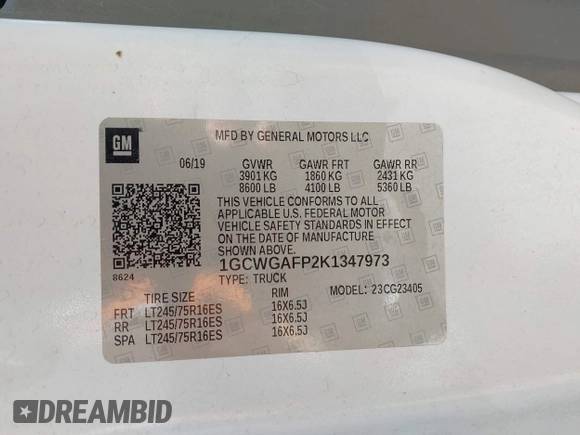 GM
MFD BY GENERAL MOTORS LLC
06/19 GVWR GAWR FRT GAWR RR
3901 KG 1860 KG 2431 KG
8600 LB 4100 LB 5360 LB
THIS VEHICLE CONFORMS TO ALL
APPLICABLE U.S. FEDERAL MOTOR
VEHICLE SAFETY STANDARDS IN EFFECT
ON THE DATE OF MANUFACTURE
SHOWN ABOVE.
8624
1GCWGAFP2K1347973
TYPE: TRUCK
TIRE SIZE RIM MODEL: 23CG23405
FRT LT245/75R16ES 16X6.5J
RR LT245/75R16ES 16X6.5J
SPA LT245/75R16ES 16X6.5J
DREAMBID